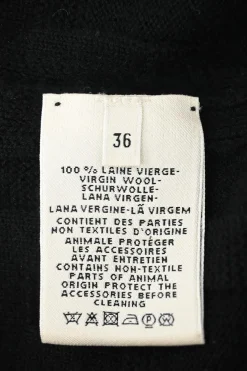 36
100 % LAINE VIERGE-
VIRGIN WOOL-
SCHURWOLLE-
LANA VIRGEN-
LANA VERGINE-LÃ VIRGEM
CONTIENT DES PARTIES
NON TEXTILES D'ORIGINE
ANIMALE PROTÉGER
LES ACCESSOIRES
AVANT ENTRETIEN
CONTAINS NON-TEXTILE
PARTS OF ANIMAL
ORIGIN PROTECT THE
ACCESSORIES BEFORE
CLEANING